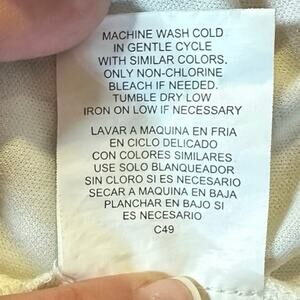 MACHINE WASH COLD
IN GENTLE CYCLE
WITH SIMILAR COLORS.
ONLY NON-CHLORINE
BLEACH IF NEEDED.
TUMBLE DRY LOW
IRON ON LOW IF NECESSARY
LAVAR A MAQUINA EN FRIA
EN CICLO DELICADO
CON COLORES SIMILARES
USE SOLO BLANQUEADOR
SIN CLORO SI ES NECESARIO
SECAR A MAQUINA EN BAJA
PLANCHAR EN BAJO SI
ES NECESARIO
C49